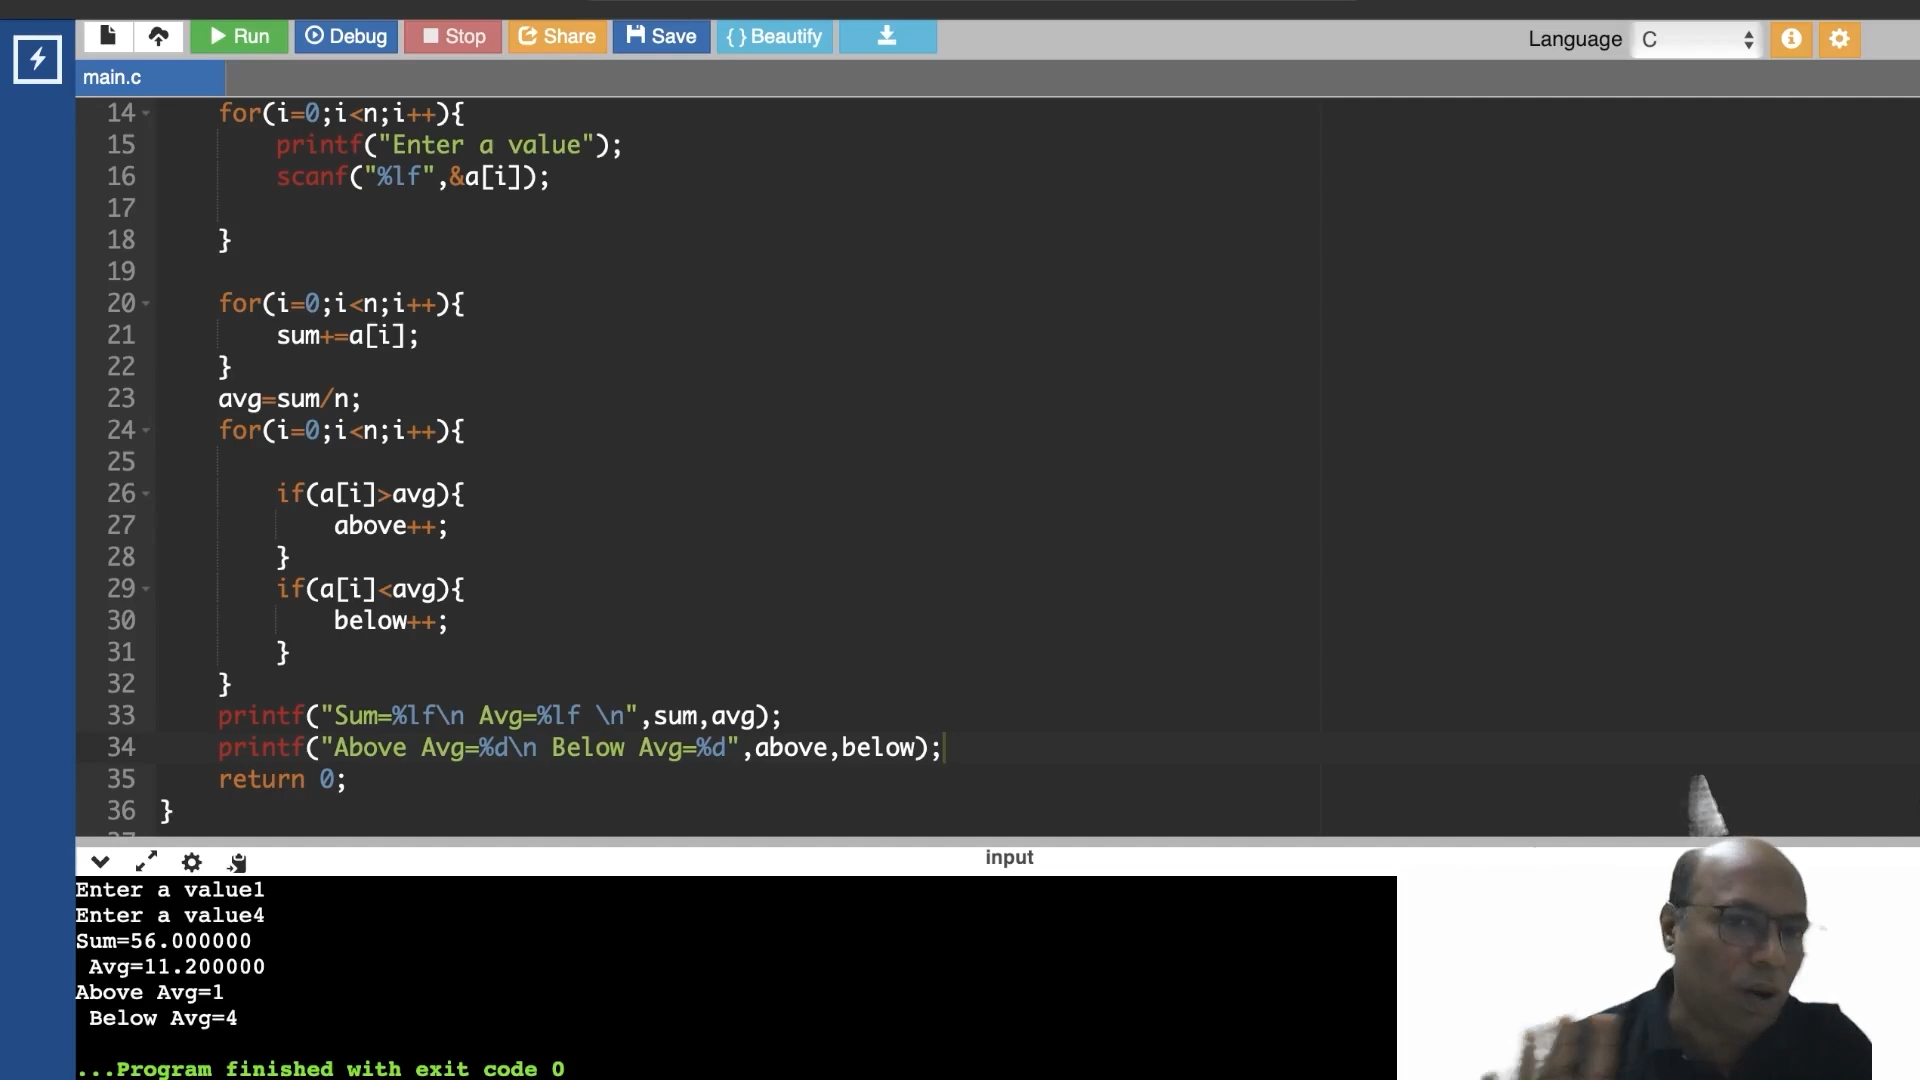 Run Debug Stop Share Save { } Beautify Language C
main.c
14 for(i=0;i<n;i++){
15 printf("Enter a value");
16 scanf("%lf",&a[i]);
17
18 }
19
20 for(i=0;i<n;i++){
21 sum+=a[i];
22 }
23 avg=sum/n;
24 for(i=0;i<n;i++){
25
26 if(a[i]>avg){
27 above++;
28 }
29 if(a[i]<avg){
30 below++;
31 }
32 }
33 printf("Sum=%lf\n Avg=%lf \n",sum,avg);
34 printf("Above Avg=%d\n Below Avg=%d",above,below);
35 return 0;
36 }
input
Enter a value1
Enter a value4
Sum=56.000000
Avg=11.200000
Above Avg=1
Below Avg=4
...Program finished with exit code 0